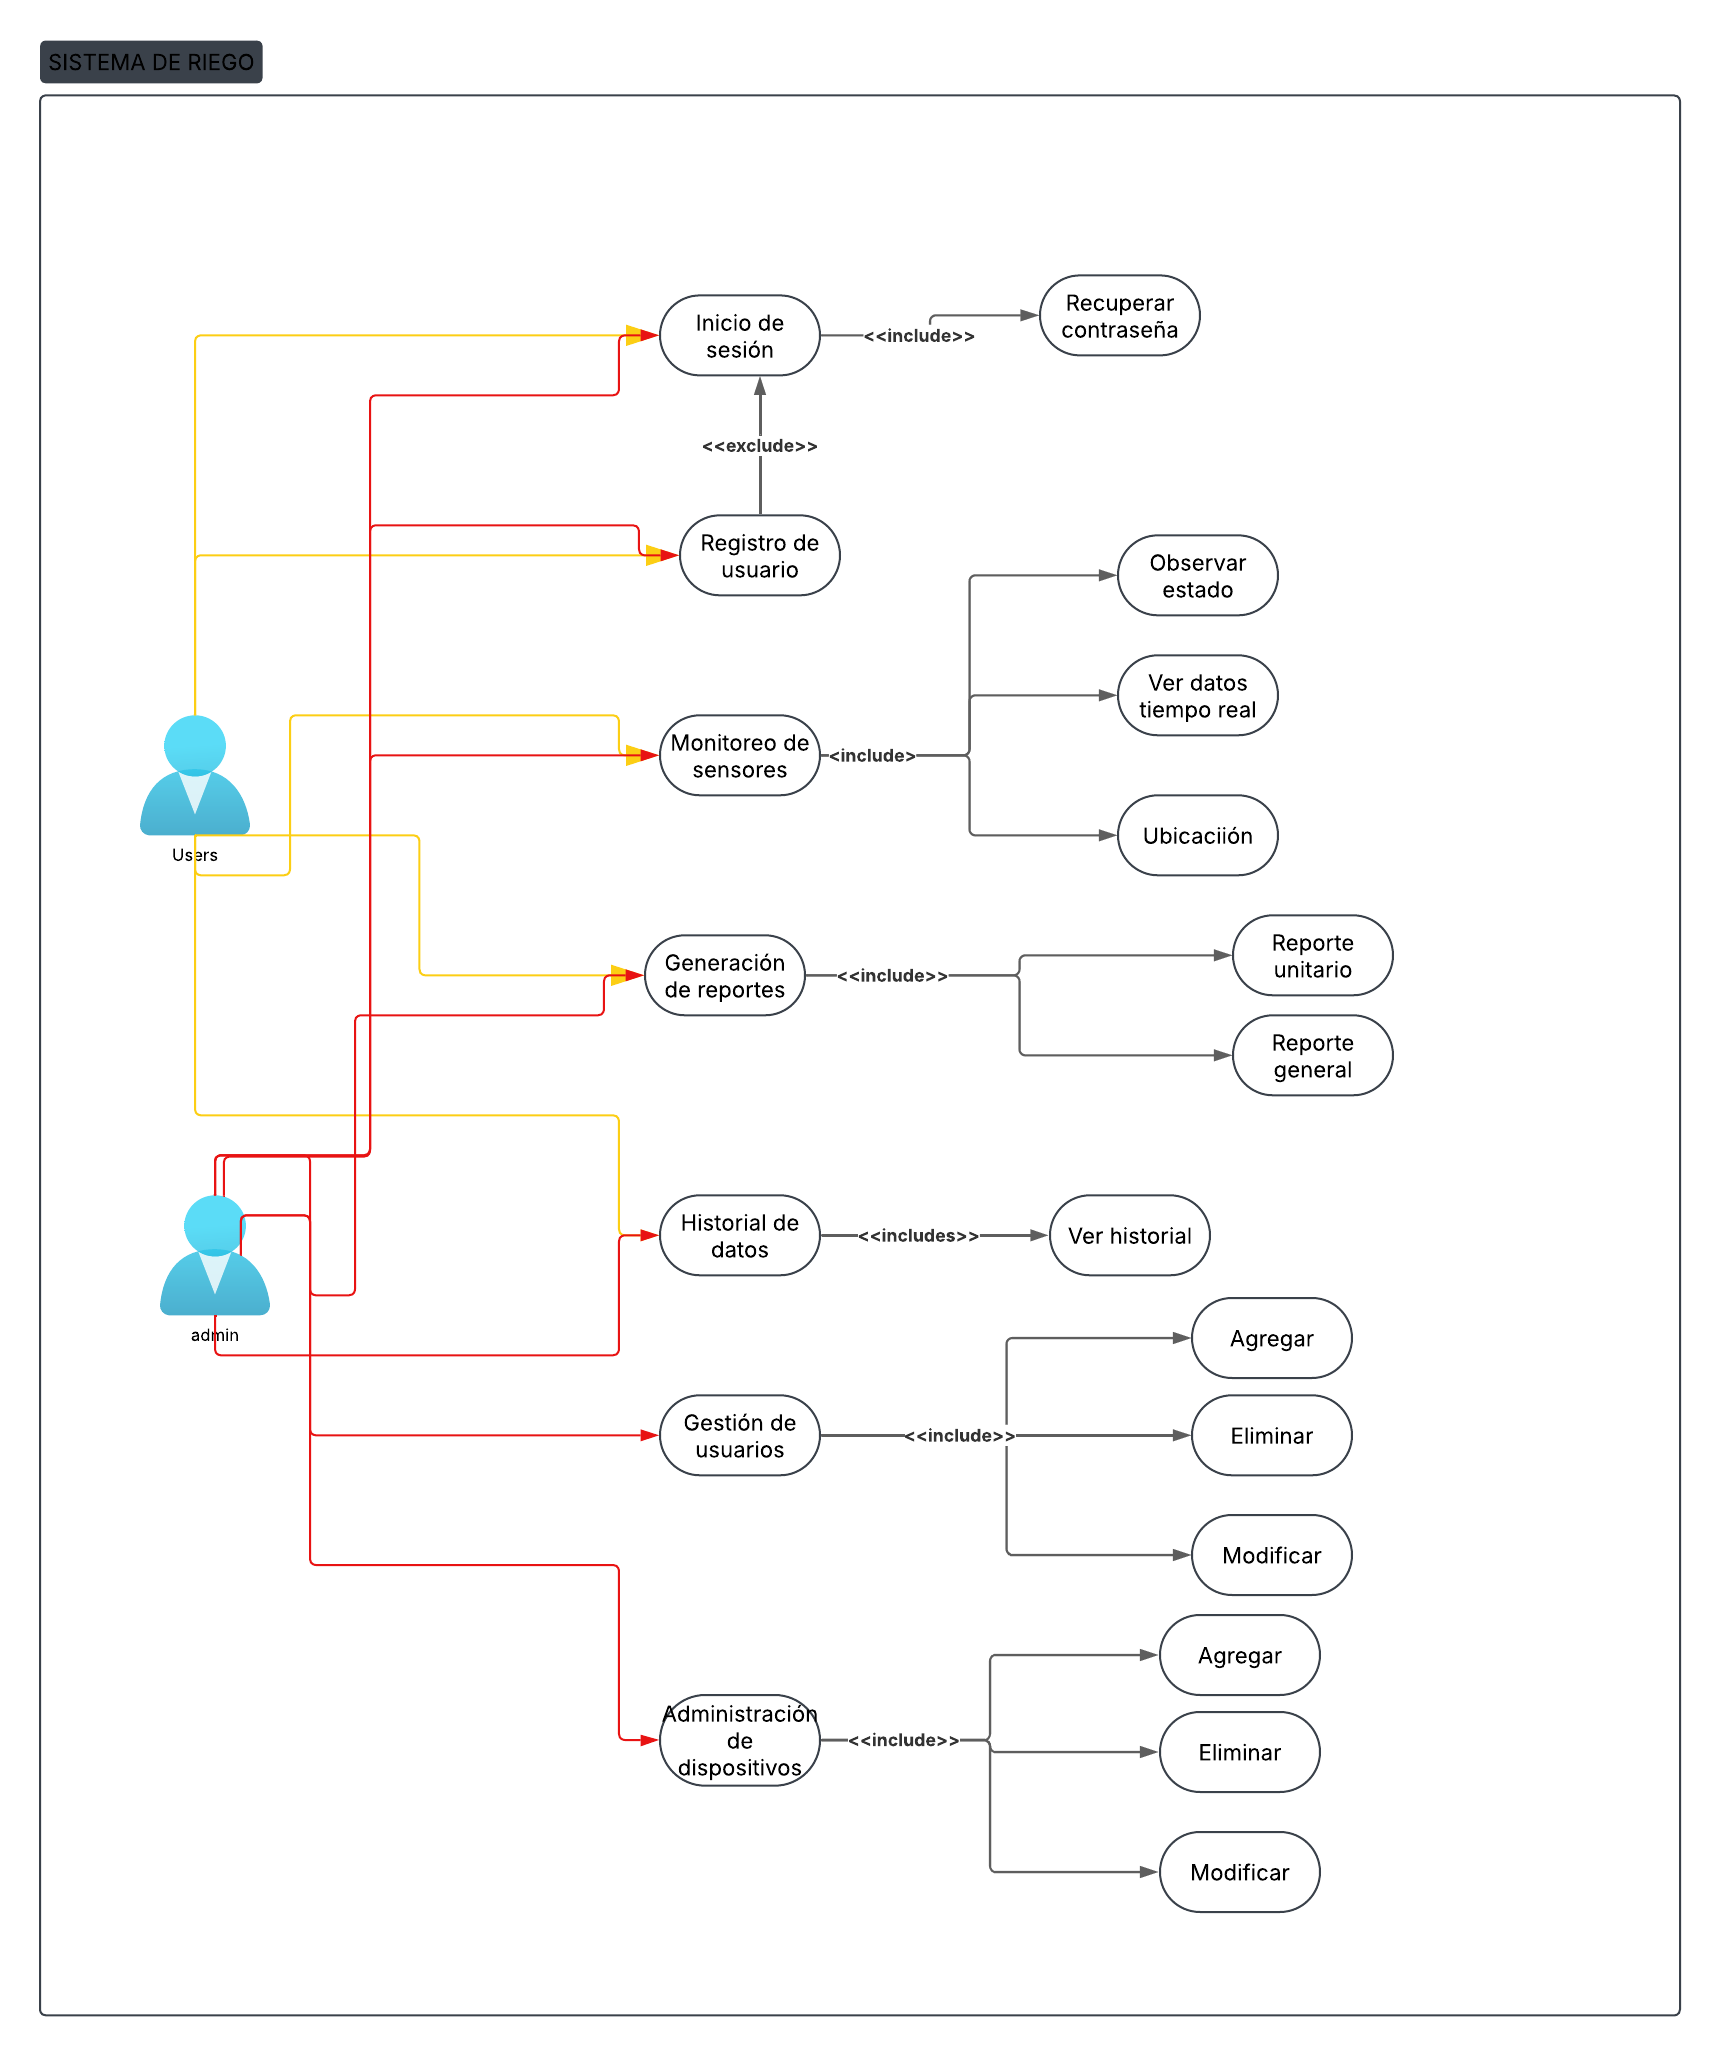 SISTEMA DE RIEGO
Inicio de
sesión
<<include>>
Recuperar
contraseña
<<exclude>>
Registro de
usuario
Observar
estado
Ver datos
tiempo real
Monitoreo de
sensores
<include>
Ubicaciión
Users
Generación
de reportes
<<include>>
Reporte
unitario
Reporte
general
Historial de
datos
<<includes>>
Ver historial
admin
Agregar
Gestión de
usuarios
<<include>>
Eliminar
Modificar
Agregar
Administración
de
dispositivos
<<include>>
Eliminar
Modificar